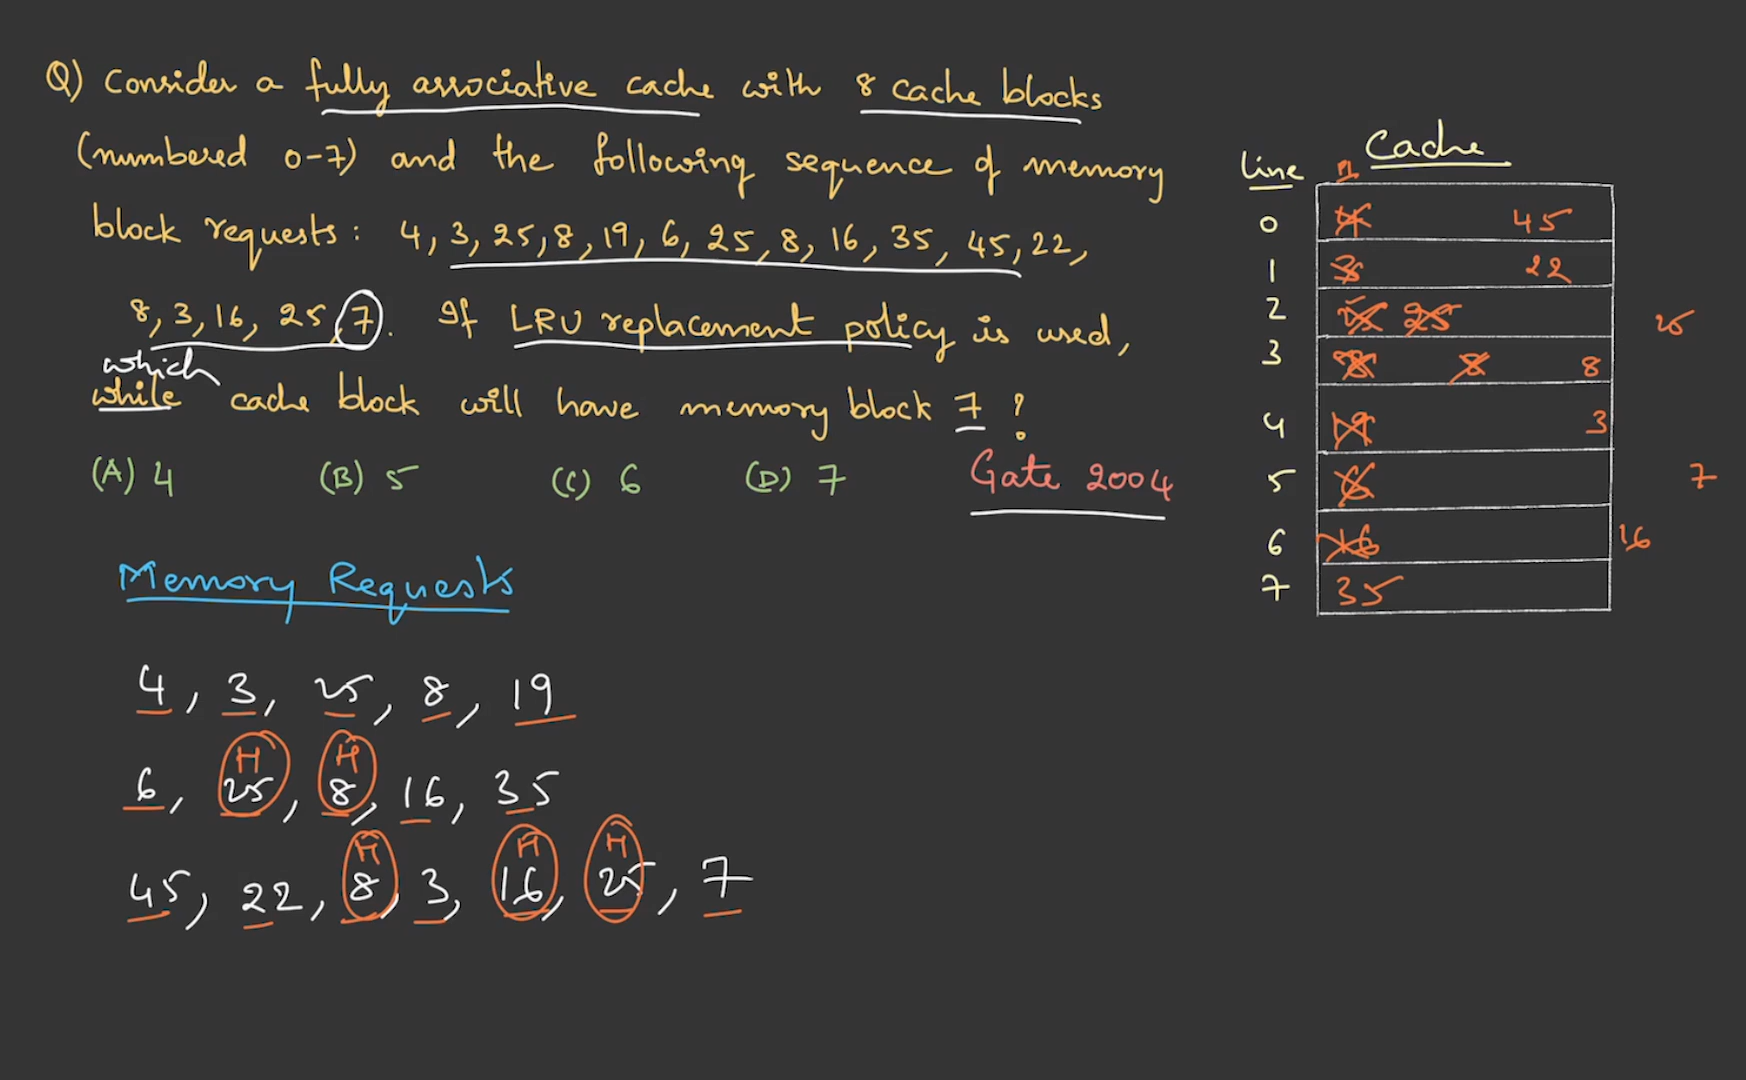 Q) Consider a fully associative cache with 8 cache blocks
(numbered 0-7) and the following sequence of memory
block requests: 4, 3, 25, 8, 19, 6, 25, 8, 16, 35, 45, 22,
8, 3, 16, 25, 7. If LRU replacement policy is used,
which
while cache block will have memory block 7?
(A) 4 (B) 5 (C) 6 (D) 7 Gate 2004
Memory Requests
4, 3, 25, 8, 19
H H
6, 25, 8, 16, 35
H H H
45, 22, 8, 3, 16, 25, 7
Line Cache
0 4 45
1 3 22
2 25 25 25
3 8 8 8
4 19 3
5 6 7
6 16 16
7 35